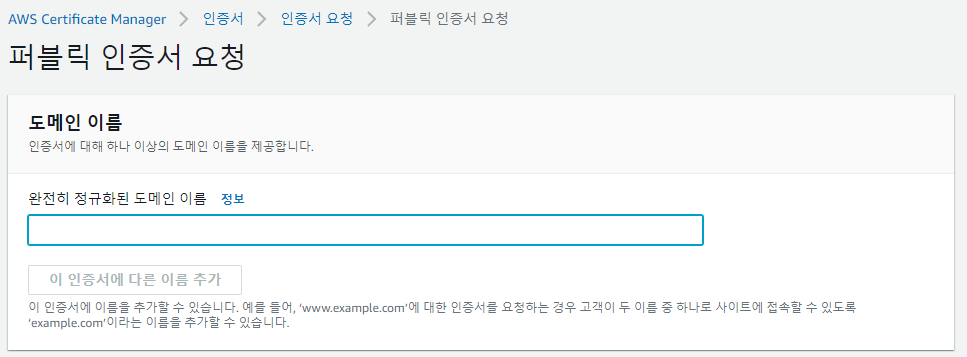 AWS Certificate Manager > 인증서 > 인증서 요청 > 퍼블릭 인증서 요청
퍼블릭 인증서 요청
도메인 이름
인증서에 대해 하나 이상의 도메인 이름을 제공합니다.
완전히 정규화된 도메인 이름 정보
이 인증서에 다른 이름 추가
이 인증서에 이름을 추가할 수 있습니다. 예를 들어, ‘www.example.com’에 대한 인증서를 요청하는 경우 고객이 두 이름 중 하나로 사이트에 접속할 수 있도록
‘example.com’이라는 이름을 추가할 수 있습니다.